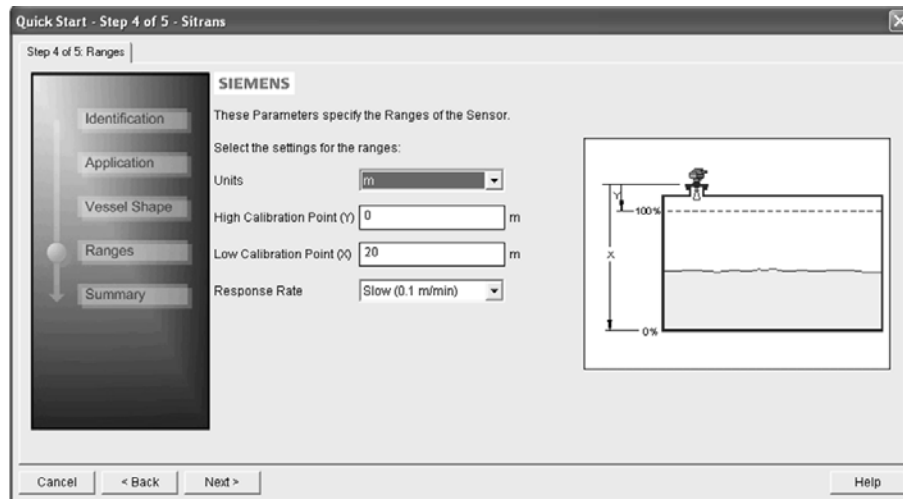 Quick Start - Step 4 of 5 - Sitrans
Step 4 of 5: Ranges
SIEMENS
Identification
Application
Vessel Shape
Ranges
Summary
These Parameters specify the Ranges of the Sensor.
Select the settings for the ranges:
Units m
High Calibration Point (Y) 0 m
Low Calibration Point (X) 20 m
Response Rate Slow (0.1 m/min)
Y
100%
X
0%
Cancel < Back Next > Help